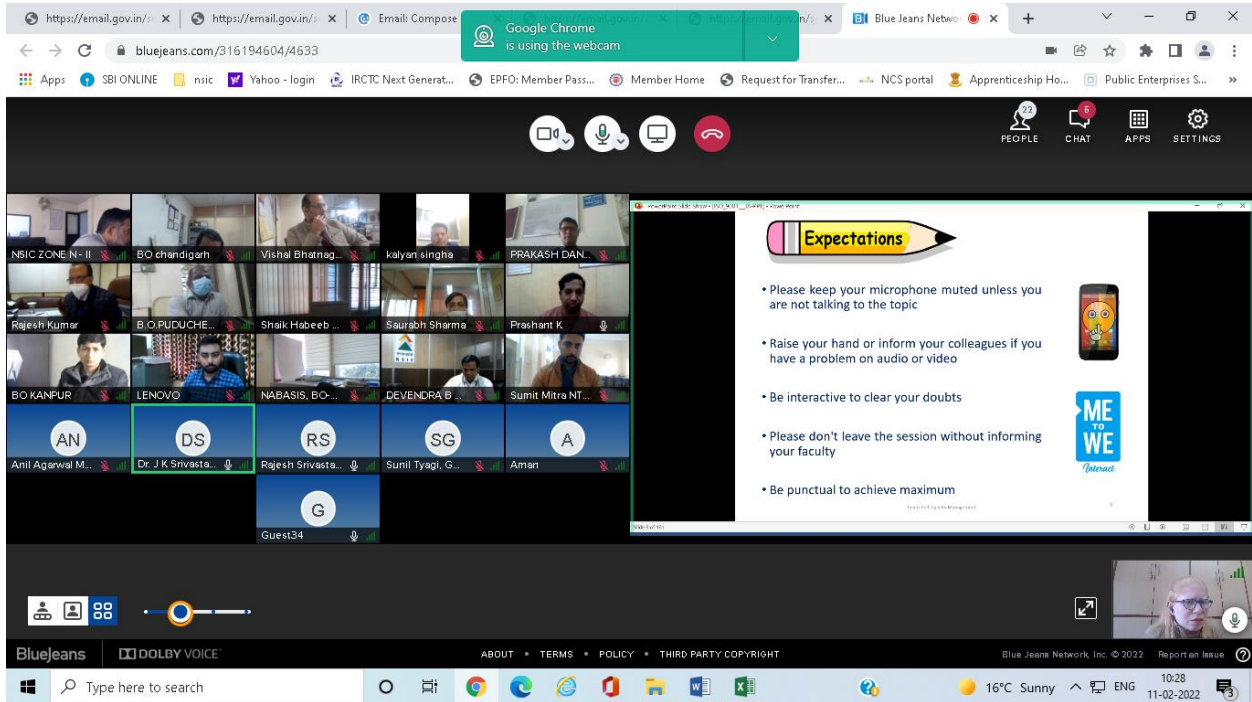 https://email.gov.in/s
https://email.gov.in/s
Email: Compose
Blue Jeans Netwo
Google Chrome
is using the webcam
bluejeans.com/316194604/4633
Apps
SBI ONLINE
nsic
Yahoo - login
IRCTC Next Generat...
EPFO: Member Pass...
Member Home
Request for Transfer...
NCS portal
Apprenticeship Ho...
Public Enterprises S...
22
PEOPLE
6
CHAT
APPS
SETTINGS
NSIC ZONE N - II
BO chandigarh
Vishal Bhatnag...
kalyan singha
PRAKASH DAN...
Rajesh Kumar
B.O.PUDUCHE...
Shaik Habeeb ...
Saurabh Sharma
Prashant K
BO KANPUR
LENOVO
NABASIS, BO-...
DEVENDRA B ...
Sumit Mitra NT...
AN
Anil Agarwal M...
DS
Dr. J K Srivasta...
RS
Rajesh Srivasta...
SG
Sunil Tyagi, G...
A
Aman
G
Guest34
Expectations
• Please keep your microphone muted unless you
are not talking to the topic
• Raise your hand or inform your colleagues if you
have a problem on audio or video
• Be interactive to clear your doubts
• Please don't leave the session without informing
your faculty
• Be punctual to achieve maximum
ME
TO
WE
Interact
BlueJeans
DOLBY VOICE
ABOUT • TERMS • POLICY • THIRD PARTY COPYRIGHT
Blue Jeans Network, Inc. © 2022
Report an Issue
Type here to search
16°C Sunny
ENG
10:28
11-02-2022
3